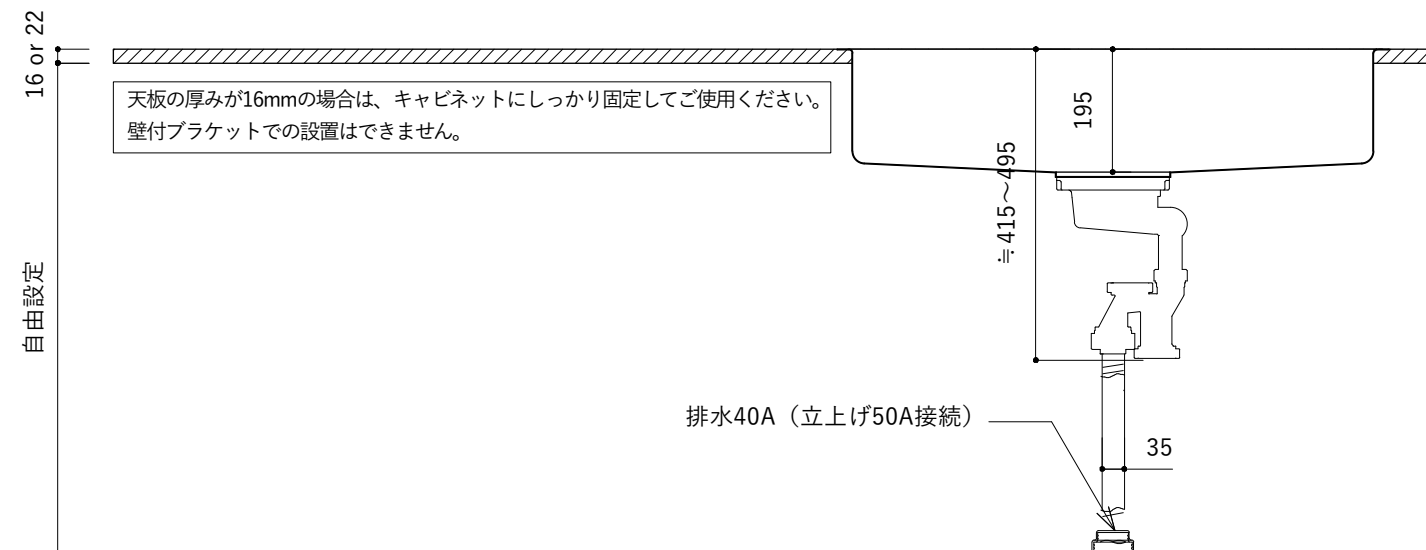 16 or 22
天板の厚みが16mmの場合は、キャビネットにしっかり固定してご使用ください。
壁付ブラケットでの設置はできません。
195
≒415～495
自由設定
排水40A（立上げ50A接続）
35